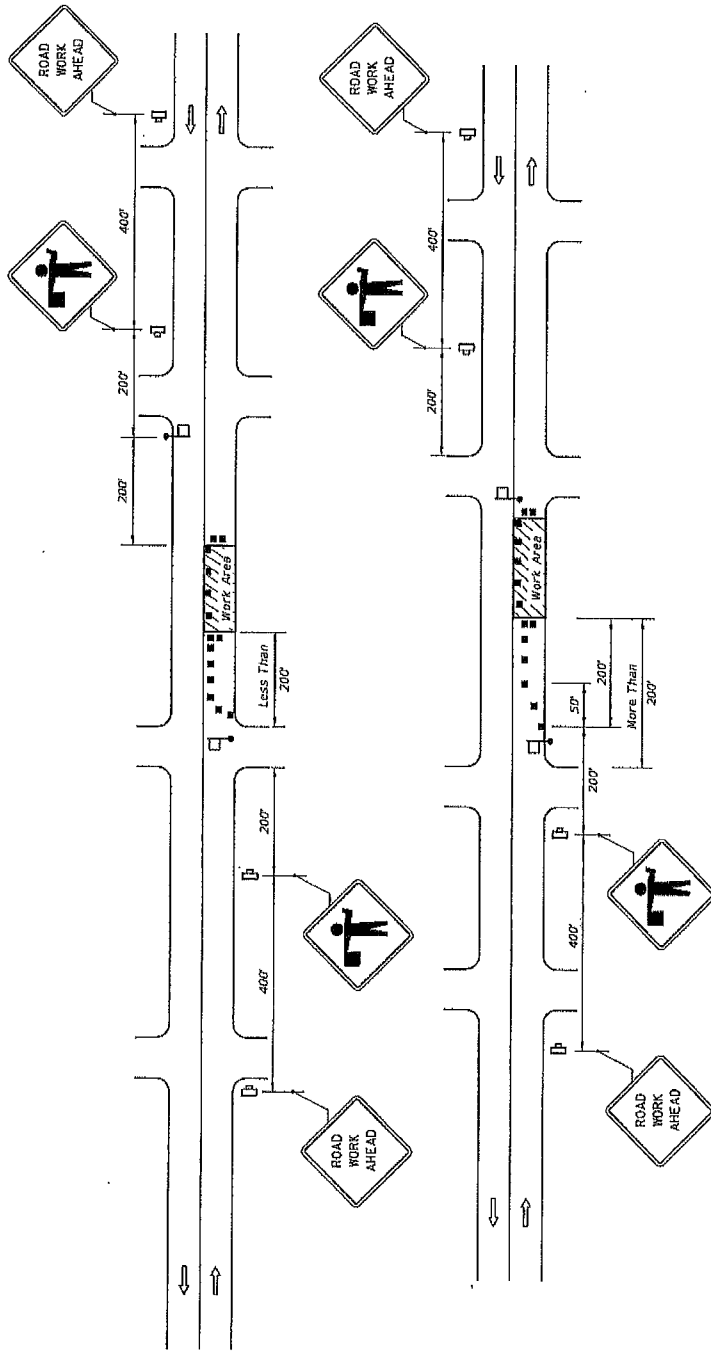 ROAD
WORK
AHEAD
400'
200'
200'
Work Area
Less Than
200'
200'
400'
ROAD
WORK
AHEAD
ROAD
WORK
AHEAD
400'
200'
Work Area
200'
More Than
200'
50'
200'
400'
ROAD
WORK
AHEAD